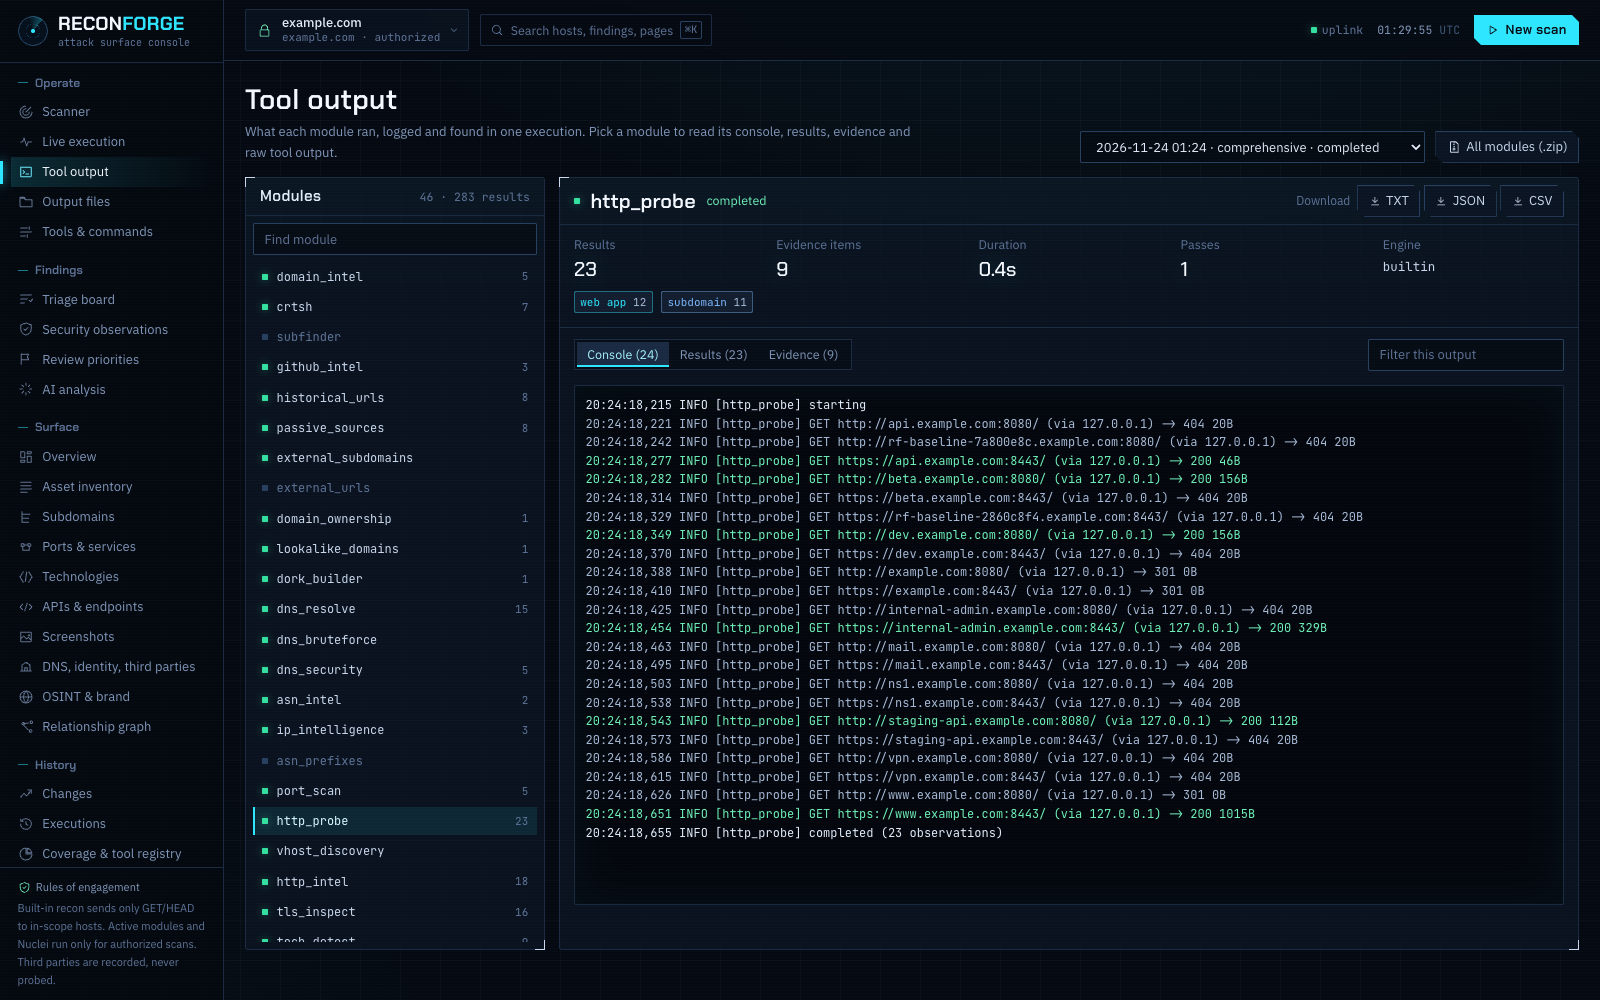 RECONFORGE
attack surface console
example.com
example.com · authorized
Search hosts, findings, pages ⌘K
uplink 01:29:55 UTC
New scan
Operate
Scanner
Live execution
Tool output
Output files
Tools & commands
Findings
Triage board
Security observations
Review priorities
AI analysis
Surface
Overview
Asset inventory
Subdomains
Ports & services
Technologies
APIs & endpoints
Screenshots
DNS, identity, third parties
OSINT & brand
Relationship graph
History
Changes
Executions
Coverage & tool registry
Rules of engagement
Built-in recon sends only GET/HEAD
to in-scope hosts. Active modules and
Nuclei run only for authorized scans.
Third parties are recorded, never
probed.
Tool output
What each module ran, logged and found in one execution. Pick a module to read its console, results, evidence and
raw tool output.
2026-11-24 01:24 · comprehensive · completed
All modules (.zip)
Modules 46 · 283 results
Find module
domain_intel 5
crtsh 7
subfinder
github_intel 3
historical_urls 8
passive_sources 8
external_subdomains
external_urls
domain_ownership 1
lookalike_domains 1
dork_builder 1
dns_resolve 15
dns_bruteforce
dns_security 5
asn_intel 2
ip_intelligence 3
asn_prefixes
port_scan 5
http_probe 23
vhost_discovery
http_intel 18
tls_inspect 16
tech_detect 9
http_probe completed
Download TXT JSON CSV
Results Evidence items Duration Passes Engine
23 9 0.4s 1 builtin
web app 12 subdomain 11
Console (24) Results (23) Evidence (9)
Filter this output
20:24:18,215 INFO [http_probe] starting
20:24:18,221 INFO [http_probe] GET http://api.example.com:8080/ (via 127.0.0.1) -> 404 20B
20:24:18,242 INFO [http_probe] GET http://rf-baseline-7a800e8c.example.com:8080/ (via 127.0.0.1) -> 404 20B
20:24:18,277 INFO [http_probe] GET https://api.example.com:8443/ (via 127.0.0.1) -> 200 46B
20:24:18,282 INFO [http_probe] GET http://beta.example.com:8080/ (via 127.0.0.1) -> 200 156B
20:24:18,314 INFO [http_probe] GET https://beta.example.com:8443/ (via 127.0.0.1) -> 404 20B
20:24:18,329 INFO [http_probe] GET https://rf-baseline-2860c8f4.example.com:8443/ (via 127.0.0.1) -> 404 20B
20:24:18,349 INFO [http_probe] GET http://dev.example.com:8080/ (via 127.0.0.1) -> 200 156B
20:24:18,370 INFO [http_probe] GET https://dev.example.com:8443/ (via 127.0.0.1) -> 404 20B
20:24:18,388 INFO [http_probe] GET http://example.com:8080/ (via 127.0.0.1) -> 301 0B
20:24:18,410 INFO [http_probe] GET https://example.com:8443/ (via 127.0.0.1) -> 301 0B
20:24:18,425 INFO [http_probe] GET http://internal-admin.example.com:8080/ (via 127.0.0.1) -> 404 20B
20:24:18,454 INFO [http_probe] GET https://internal-admin.example.com:8443/ (via 127.0.0.1) -> 200 329B
20:24:18,463 INFO [http_probe] GET http://mail.example.com:8080/ (via 127.0.0.1) -> 404 20B
20:24:18,495 INFO [http_probe] GET https://mail.example.com:8443/ (via 127.0.0.1) -> 404 20B
20:24:18,503 INFO [http_probe] GET http://ns1.example.com:8080/ (via 127.0.0.1) -> 404 20B
20:24:18,538 INFO [http_probe] GET https://ns1.example.com:8443/ (via 127.0.0.1) -> 404 20B
20:24:18,543 INFO [http_probe] GET http://staging-api.example.com:8080/ (via 127.0.0.1) -> 200 112B
20:24:18,573 INFO [http_probe] GET https://staging-api.example.com:8443/ (via 127.0.0.1) -> 404 20B
20:24:18,586 INFO [http_probe] GET http://vpn.example.com:8080/ (via 127.0.0.1) -> 404 20B
20:24:18,615 INFO [http_probe] GET https://vpn.example.com:8443/ (via 127.0.0.1) -> 404 20B
20:24:18,626 INFO [http_probe] GET http://www.example.com:8080/ (via 127.0.0.1) -> 301 0B
20:24:18,651 INFO [http_probe] GET https://www.example.com:8443/ (via 127.0.0.1) -> 200 1015B
20:24:18,655 INFO [http_probe] completed (23 observations)